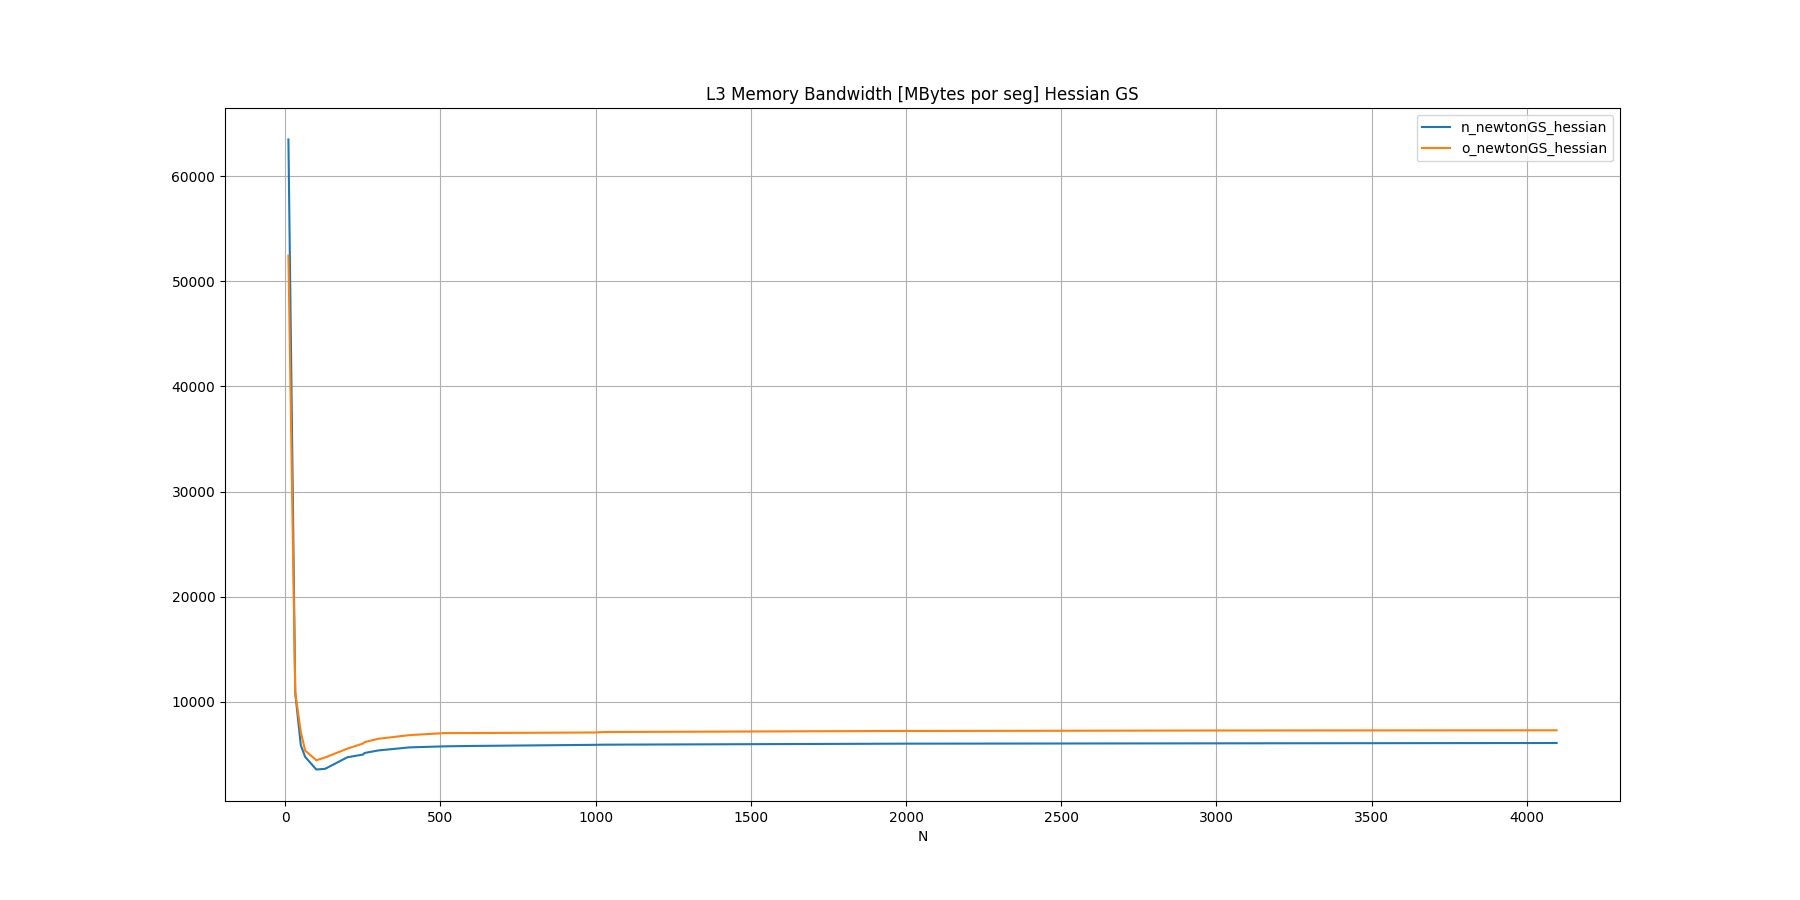 L3 Memory Bandwidth [MBytes por seg] Hessian GS
n_newtonGS_hessian
o_newtonGS_hessian
60000
50000
40000
30000
20000
10000
0 500 1000 1500 2000 2500 3000 3500 4000
N